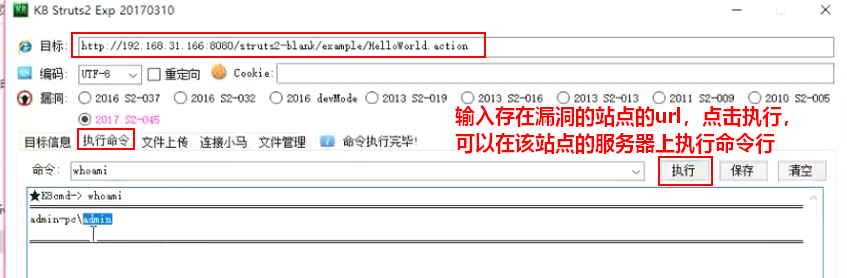 K8 Struts2 Exp 20170310
目标: http://192.168.31.166:8080/struts2-blank/example/HelloWorld.action
编码: UTF-8 重定向 Cookie:
漏洞: 2016 S2-037 2016 S2-032 2016 devMode 2013 S2-019 2013 S2-016 2013 S2-013 2011 S2-009 2010 S2-005
2017 S2-045
输入存在漏洞的站点的url，点击执行，
可以在该站点的服务器上执行命令行
目标信息 执行命令 文件上传 连接小马 文件管理 命令执行完毕!
命令: whoami 执行 保存 清空
★K8cmd-> whoami
admin-pc\admin